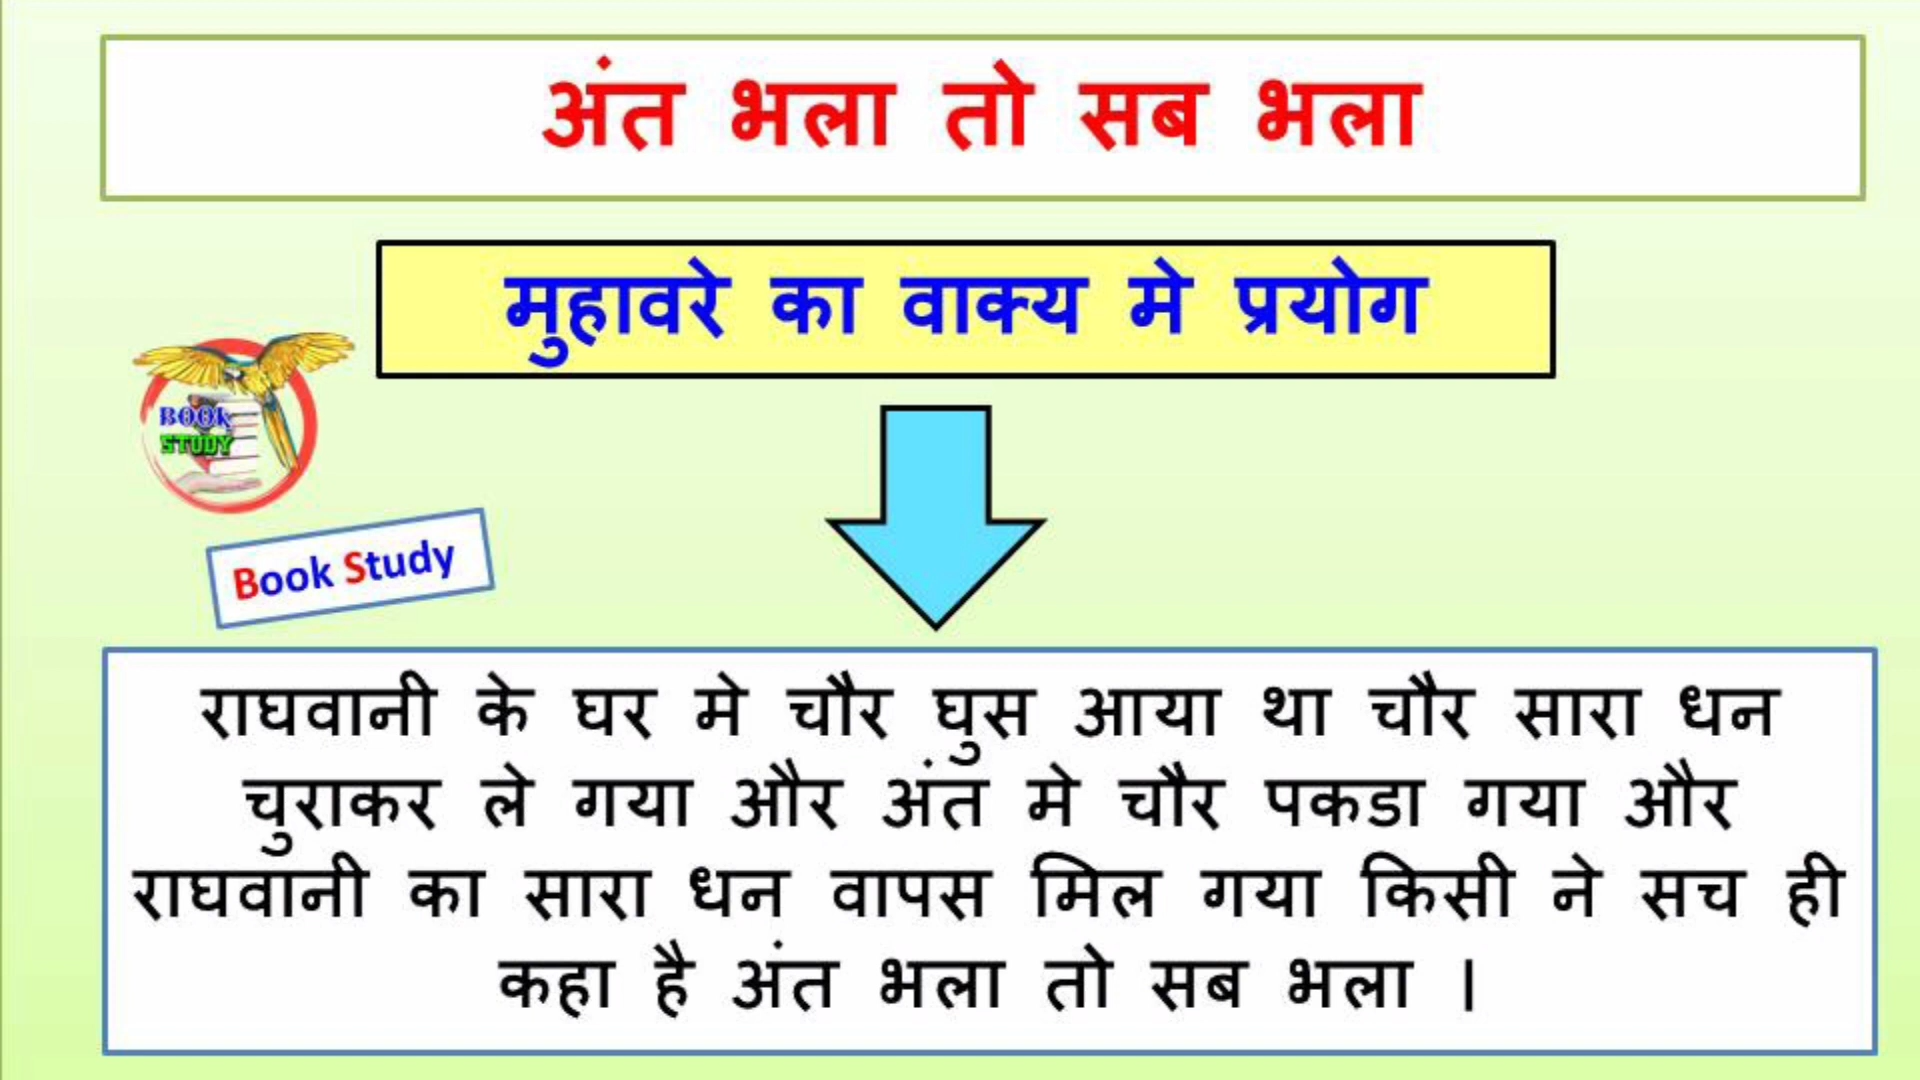 अंत भला तो सब भला
मुहावरे का वाक्य मे प्रयोग
BOOK
STUDY
Book Study
राघवानी के घर मे चौर घुस आया था चौर सारा धन
चुराकर ले गया और अंत मे चौर पकडा गया और
राघवानी का सारा धन वापस मिल गया किसी ने सच ही
कहा है अंत भला तो सब भला ।